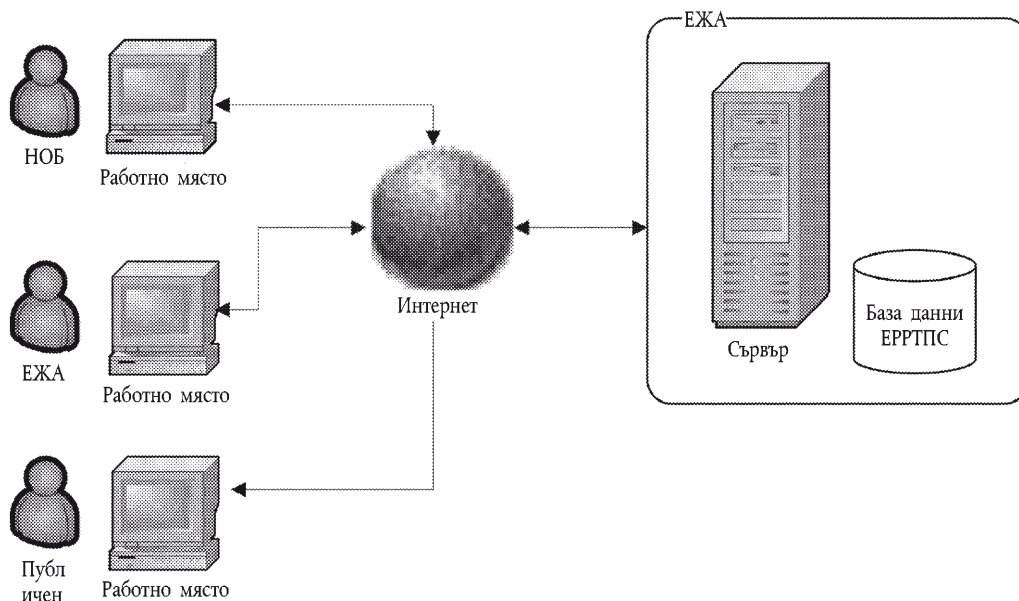 ЕЖА
НОБ
Работно място
Интернет
База данни
ЕРРТПС
Сървър
ЕЖА
Работно място
Публ
ичен
Работно място